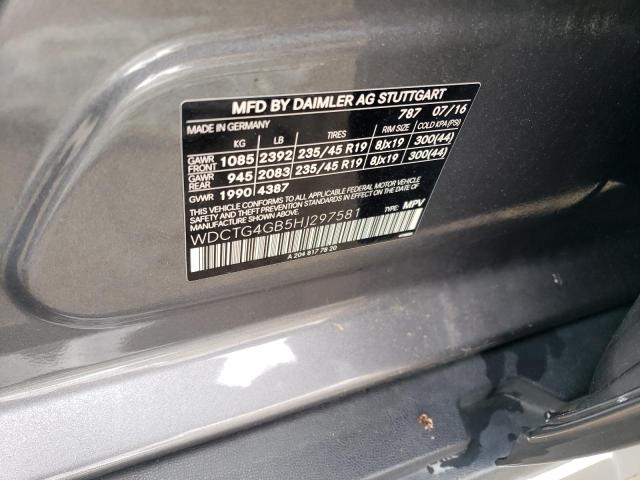 MFD BY DAIMLER AG STUTTGART
MADE IN GERMANY 787 07/16
KG LB TIRES RIM SIZE COLD KPA(PSI)
GAWR FRONT 1085 2392 235/45 R19 8Jx19 300(44)
GAWR REAR 945 2083 235/45 R19 8Jx19 300(44)
GVWR 1990 4387
THIS VEHICLE CONFORMS TO ALL APPLICABLE FEDERAL MOTOR VEHICLE
SAFETY, BUMPER, AND THEFT PREVENTION STANDARDS IN EFFECT ON THE DATE OF
MANUFACTURE SHOWN ABOVE.
WDCTG4GB5HJ297581 TYPE: MPV
A 204 817 78 20